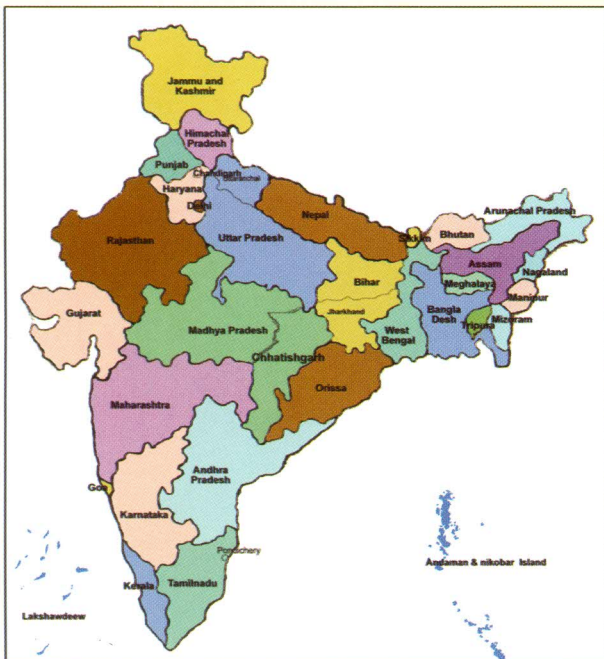 Jammu and
Kashmir
Himachal
Pradesh
Punjab
Chandigarh
Uttaranchal
Haryana
Delhi
Rajasthan
Uttar Pradesh
Nepal
Sikkim
Bhutan
Arunachal Pradesh
Assam
Nagaland
Meghalaya
Manipur
Bihar
Jharkhand
Bangla
Desh
Tripura
Mizoram
West
Bengal
Gujarat
Madhya Pradesh
Chhatishgarh
Orissa
Maharashtra
Andhra
Pradesh
Goa
Karnataka
Pondichery
Kerala
Tamilnadu
Andaman & nikobar Island
Lakshawdeew